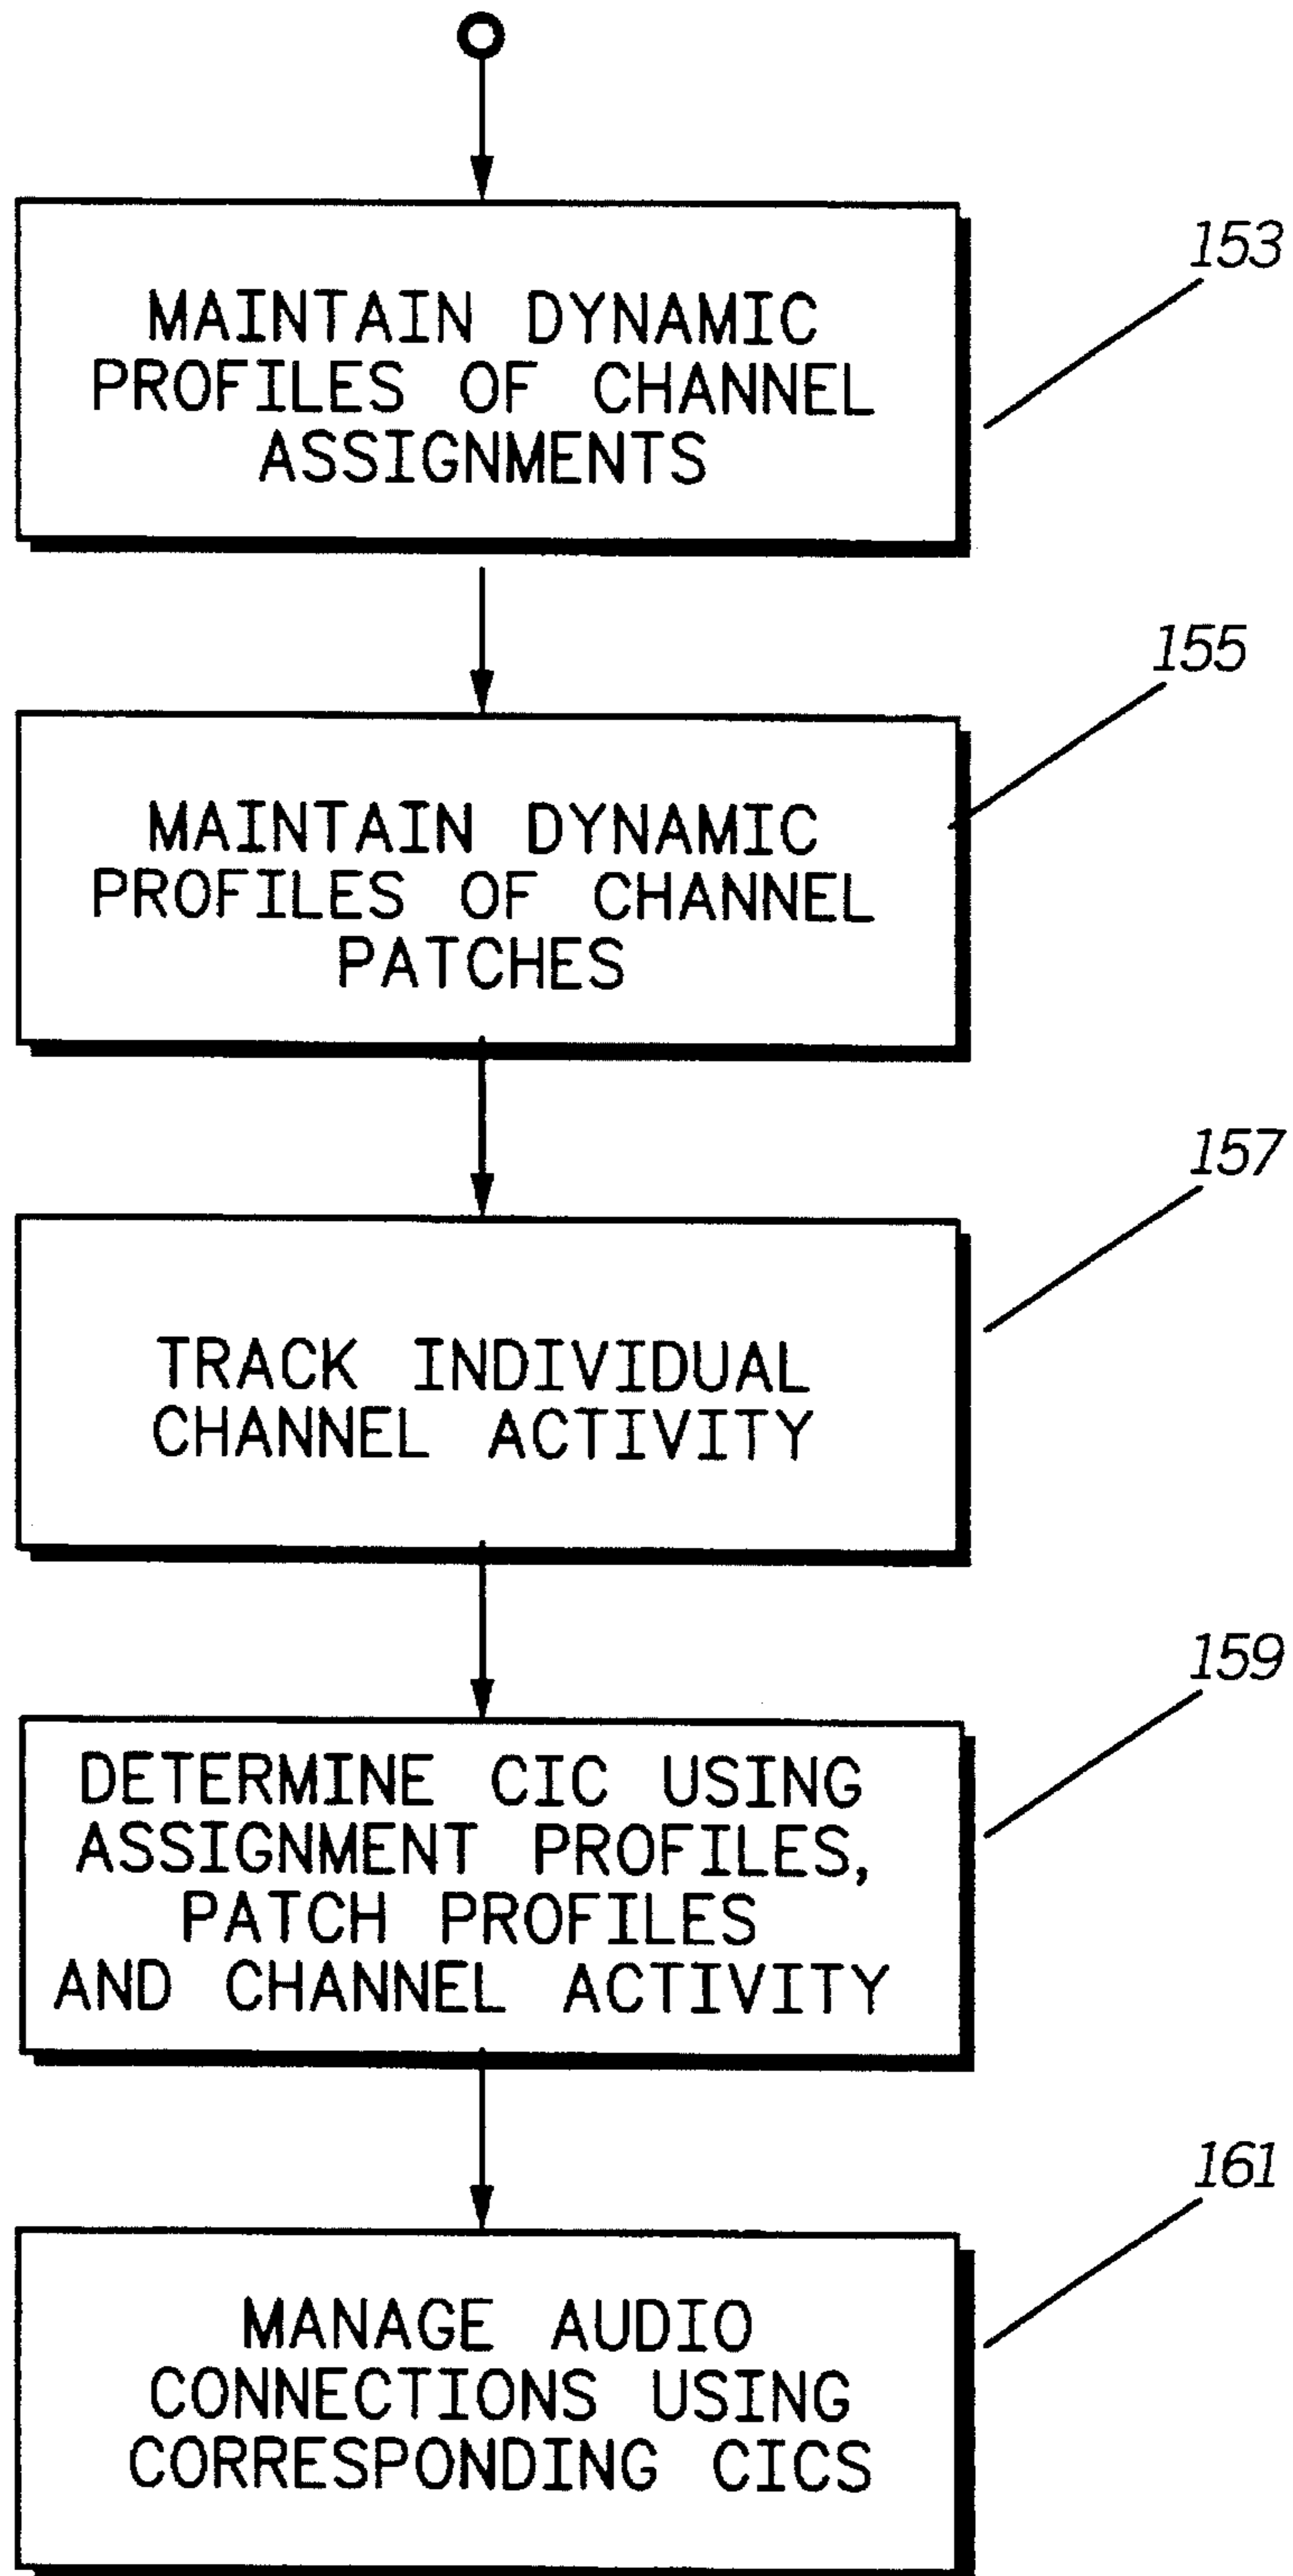 MAINTAIN DYNAMIC
PROFILES OF CHANNEL
ASSIGNMENTS
153
MAINTAIN DYNAMIC
PROFILES OF CHANNEL
PATCHES
155
TRACK INDIVIDUAL
CHANNEL ACTIVITY
157
DETERMINE CIC USING
ASSIGNMENT PROFILES,
PATCH PROFILES
AND CHANNEL ACTIVITY
159
MANAGE AUDIO
CONNECTIONS USING
CORRESPONDING CICS
161